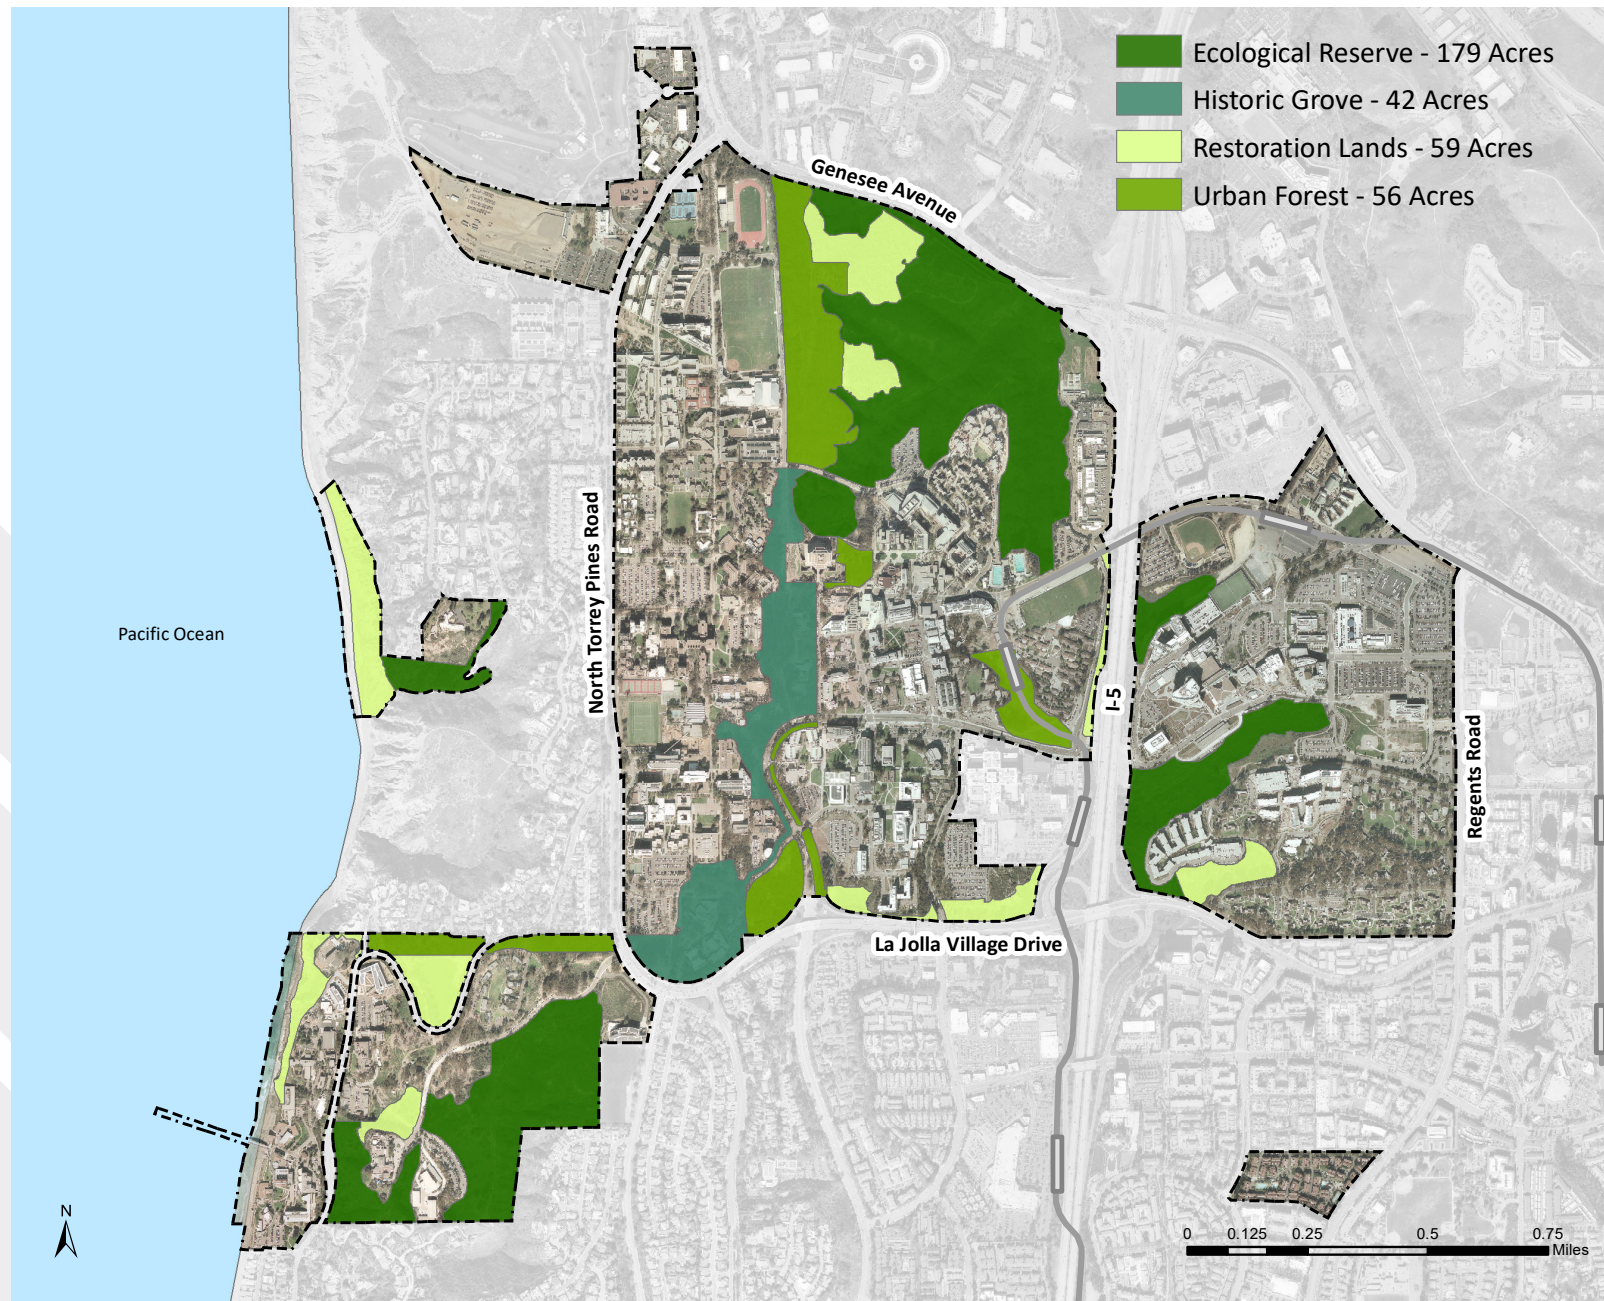 Ecological Reserve - 179 Acres
Historic Grove - 42 Acres
Restoration Lands - 59 Acres
Urban Forest - 56 Acres
Genesee Avenue
North Torrey Pines Road
Pacific Ocean
I-5
Regents Road
La Jolla Village Drive
N
0 0.125 0.25 0.5 0.75
Miles